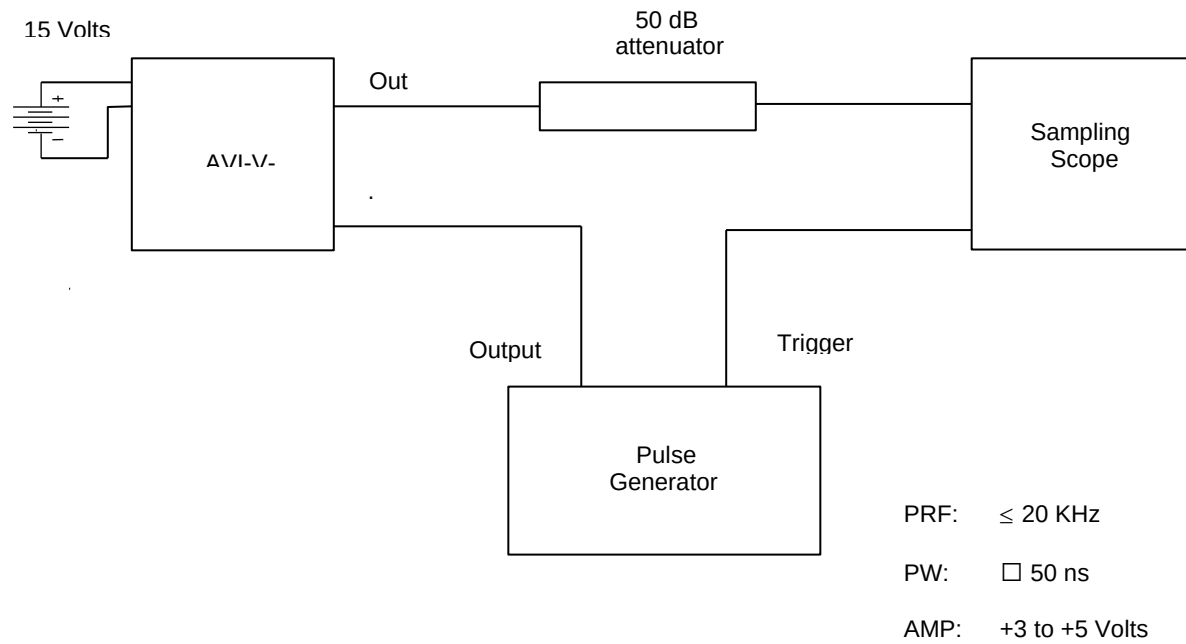 15 Volts
50 dB
attenuator
Out
+
Sampling
Scope
AVI-V-
Output
Trigger
Pulse
Generator
PRF: ≤ 20 KHz
PW: □ 50 ns
AMP: +3 to +5 Volts